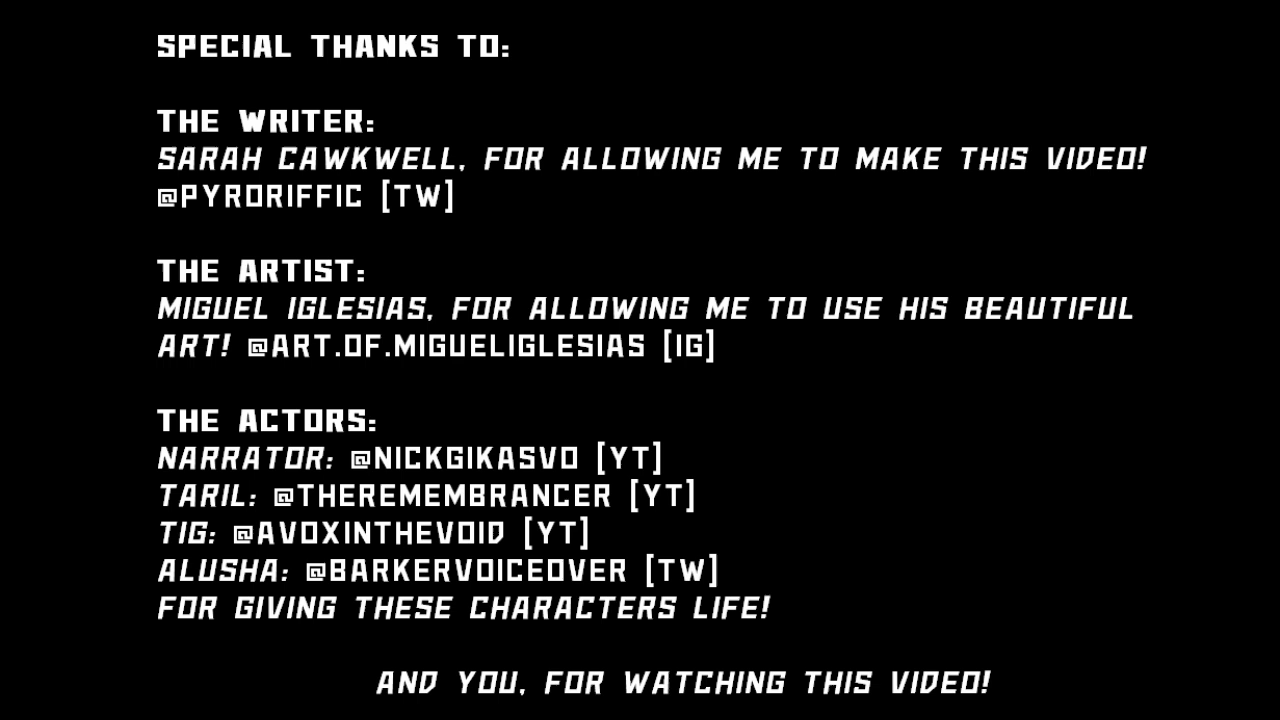 SPECIAL THANKS TO:
THE WRITER:
SARAH CAWKWELL, FOR ALLOWING ME TO MAKE THIS VIDEO!
@PYRORIFFIC [TW]
THE ARTIST:
MIGUEL IGLESIAS, FOR ALLOWING ME TO USE HIS BEAUTIFUL
ART! @ART.OF.MIGUELIGLESIAS [IG]
THE ACTORS:
NARRATOR: @NICKGIKASVO [YT]
TARIL: @THEREMEMBRANCER [YT]
TIG: @AVOXINTHEVOID [YT]
ALUSHA: @BARKERVOICEOVER [TW]
FOR GIVING THESE CHARACTERS LIFE!
AND YOU, FOR WATCHING THIS VIDEO!